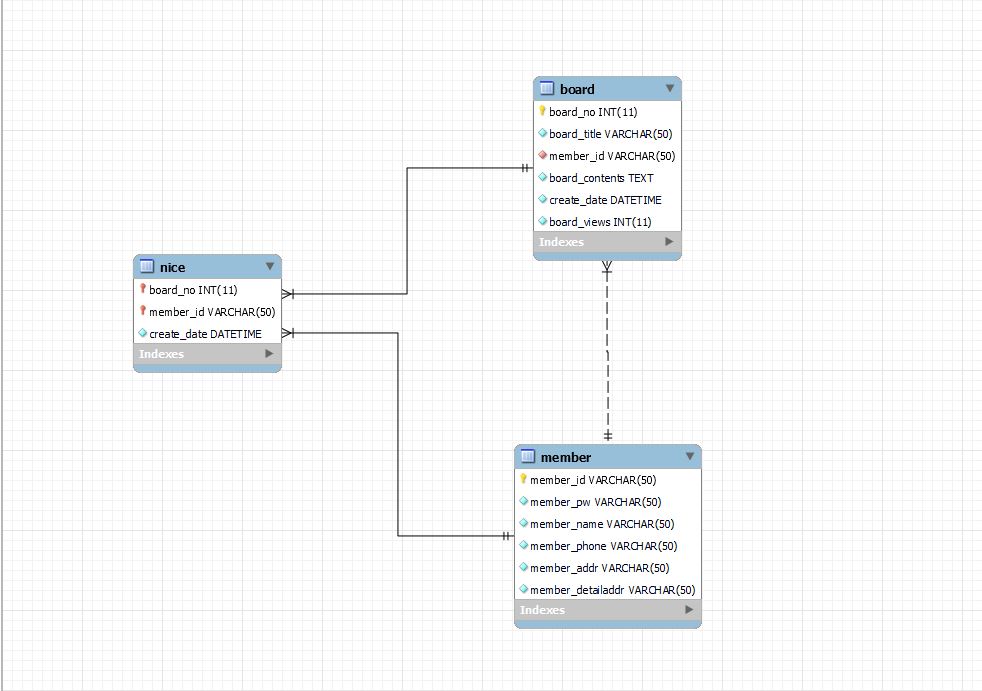 board
board_no INT(11)
board_title VARCHAR(50)
member_id VARCHAR(50)
board_contents TEXT
create_date DATETIME
board_views INT(11)
Indexes
nice
board_no INT(11)
member_id VARCHAR(50)
create_date DATETIME
Indexes
member
member_id VARCHAR(50)
member_pw VARCHAR(50)
member_name VARCHAR(50)
member_phone VARCHAR(50)
member_addr VARCHAR(50)
member_detailaddr VARCHAR(50)
Indexes